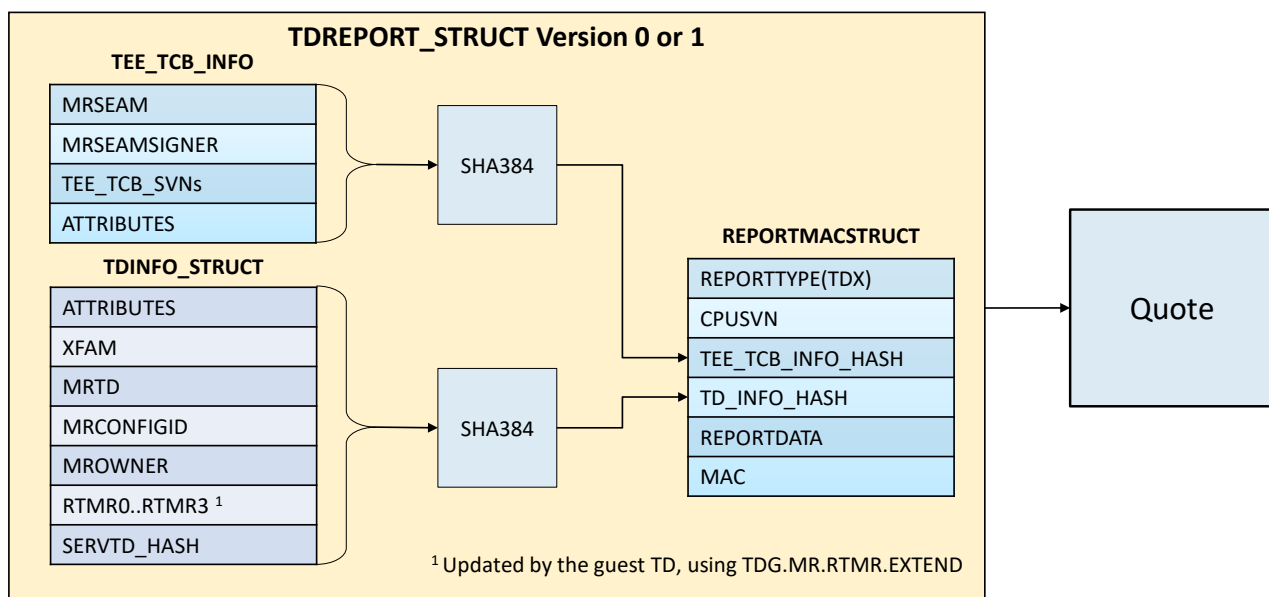 TDREPORT_STRUCT Version 0 or 1
TEE_TCB_INFO
MRSEAM
MRSEAMSIGNER
TEE_TCB_SVNs
ATTRIBUTES
SHA384
TDINFO_STRUCT
ATTRIBUTES
XFAM
MRTD
MRCONFIGID
MROWNER
RTMR0..RTMR3 ¹
SERVTD_HASH
SHA384
REPORTMACSTRUCT
REPORTTYPE(TDX)
CPUSVN
TEE_TCB_INFO_HASH
TD_INFO_HASH
REPORTDATA
MAC
¹ Updated by the guest TD, using TDG.MR.RTMR.EXTEND
Quote